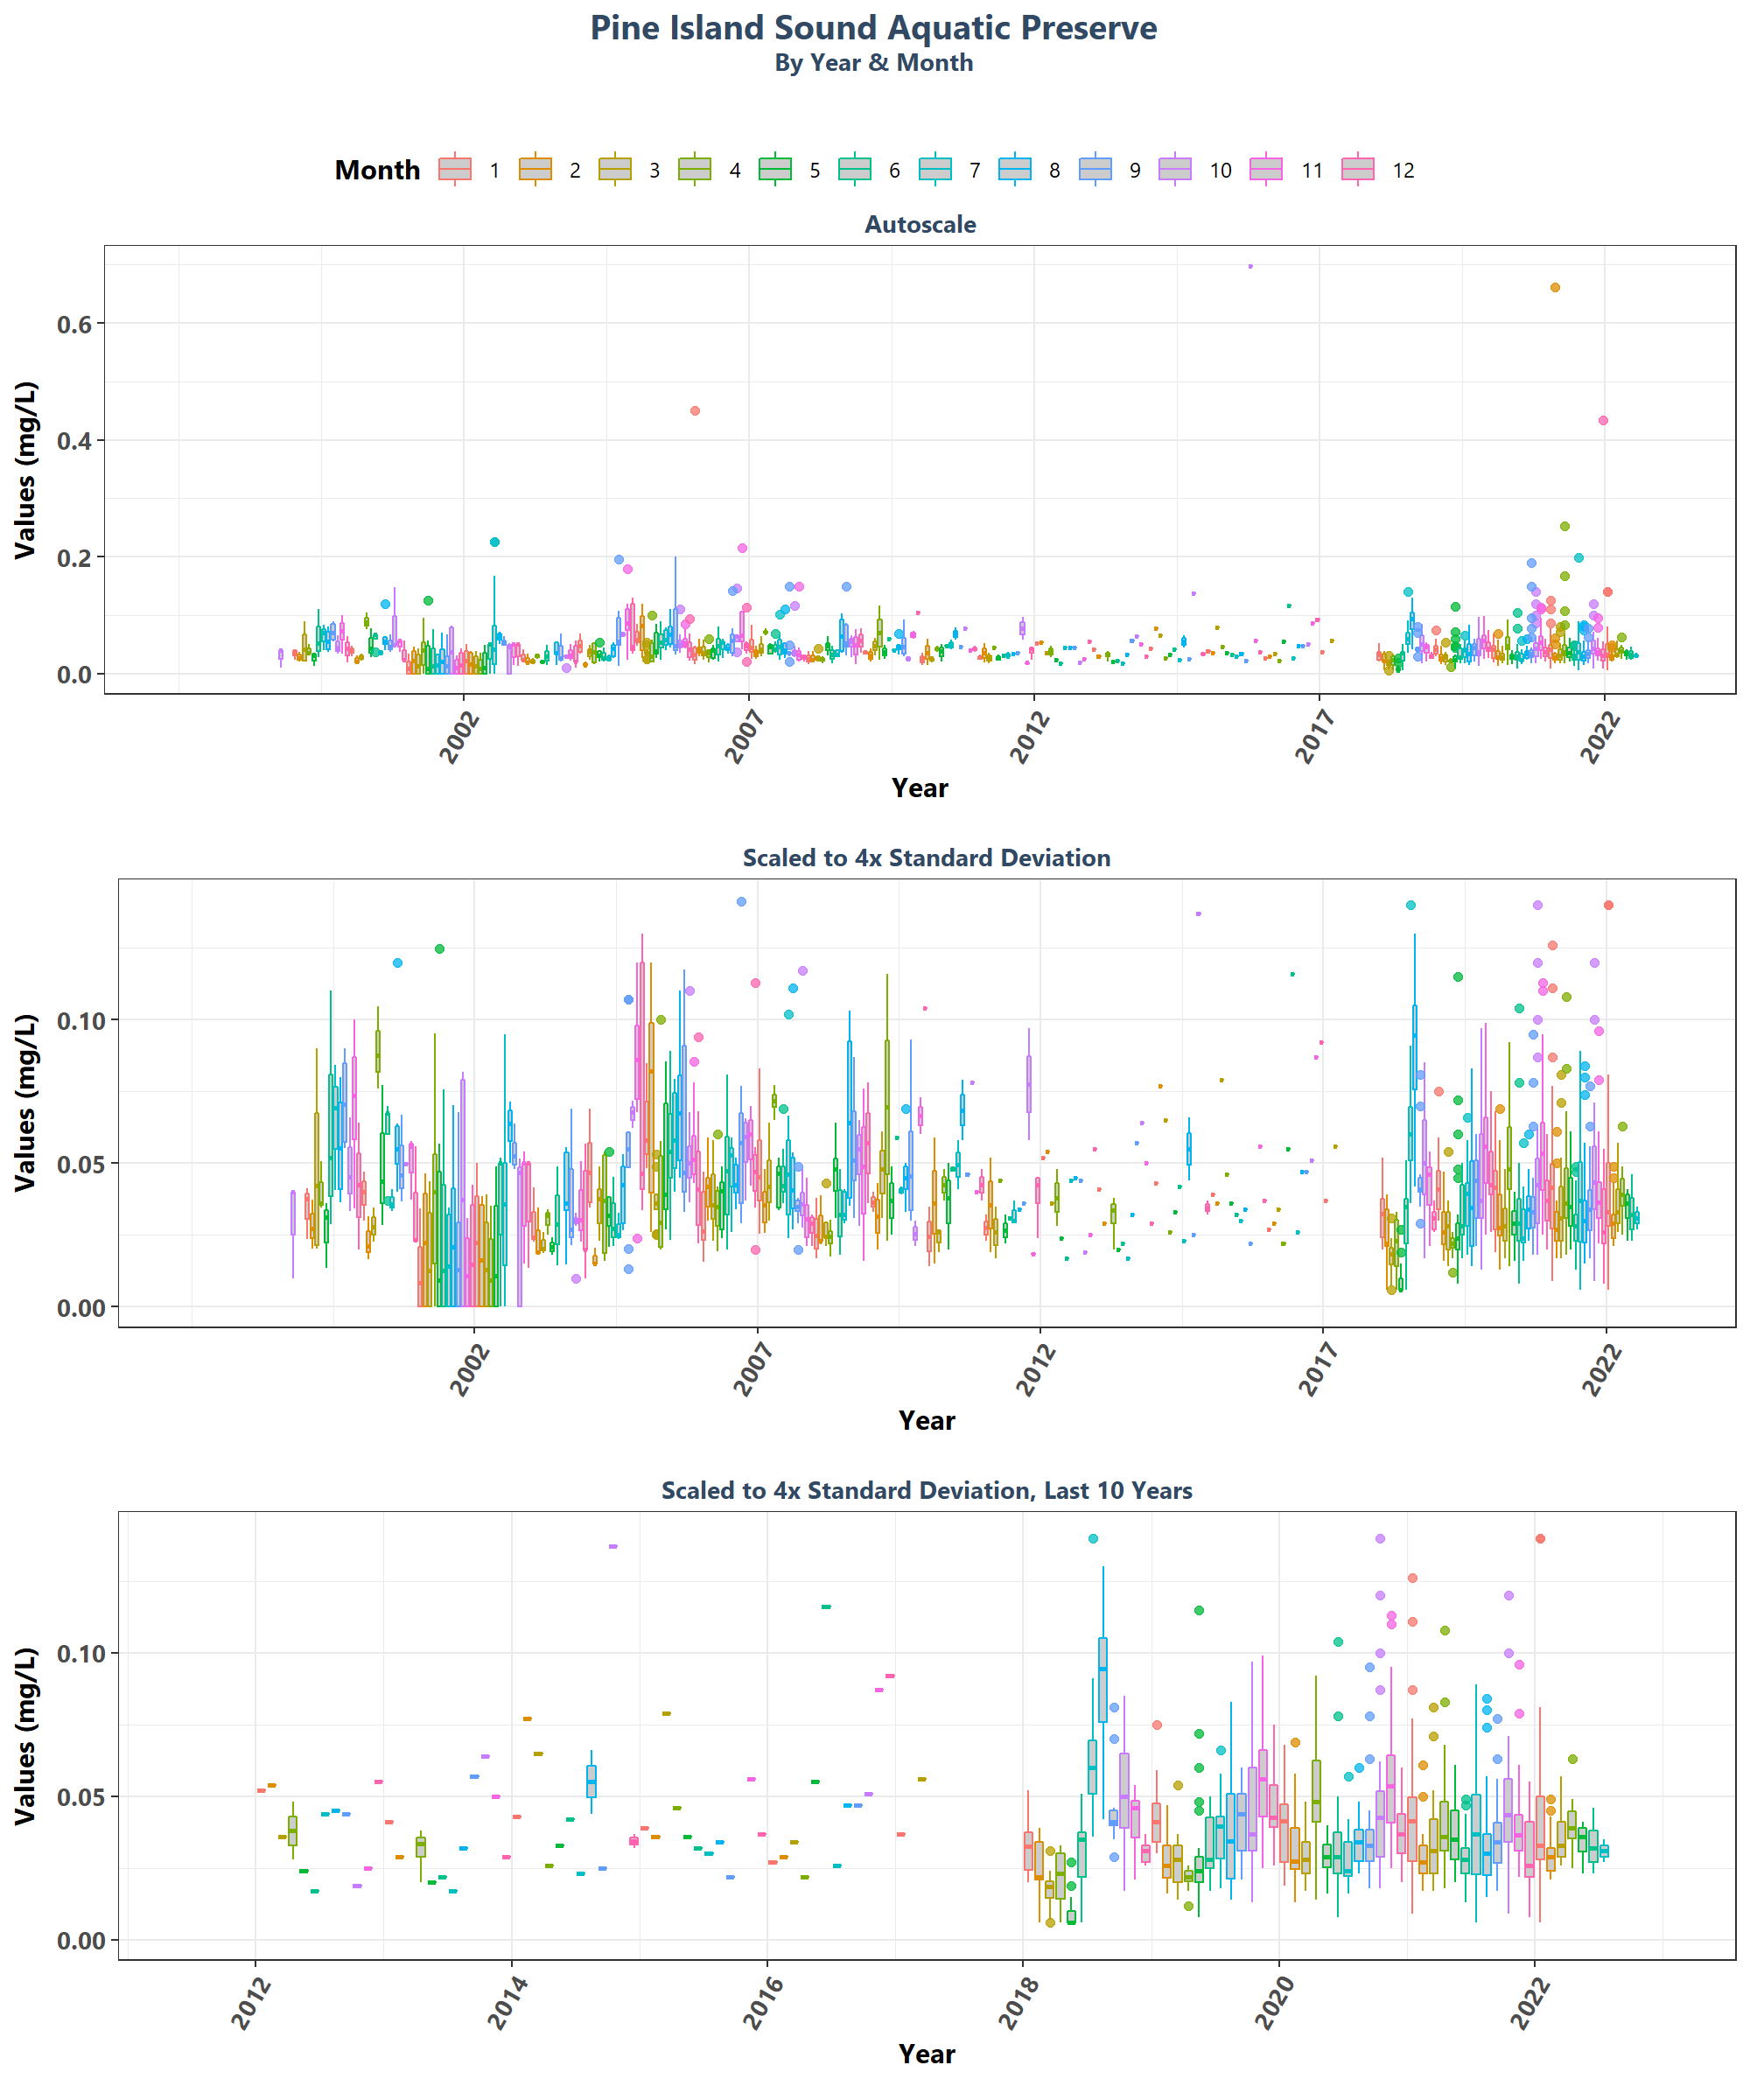 Pine Island Sound Aquatic Preserve
By Year & Month
Month 1 2 3 4 5 6 7 8 9 10 11 12
Autoscale
Values (mg/L)
0.6
0.4
0.2
0.0
2002 2007 2012 2017 2022
Year
Scaled to 4x Standard Deviation
Values (mg/L)
0.10
0.05
0.00
2002 2007 2012 2017 2022
Year
Scaled to 4x Standard Deviation, Last 10 Years
Values (mg/L)
0.10
0.05
0.00
2012 2014 2016 2018 2020 2022
Year